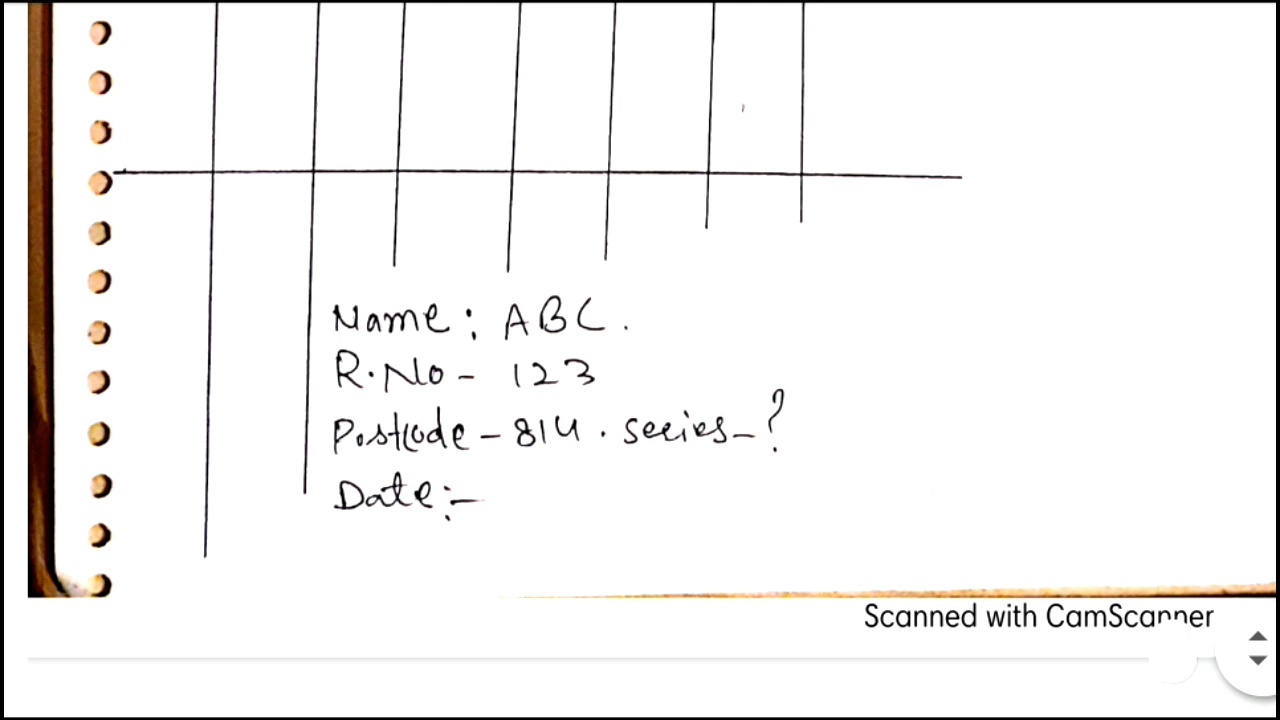 Name : ABC.
R.No - 123
Postcode - 814 . series - ?
Date :-
Scanned with CamScanner